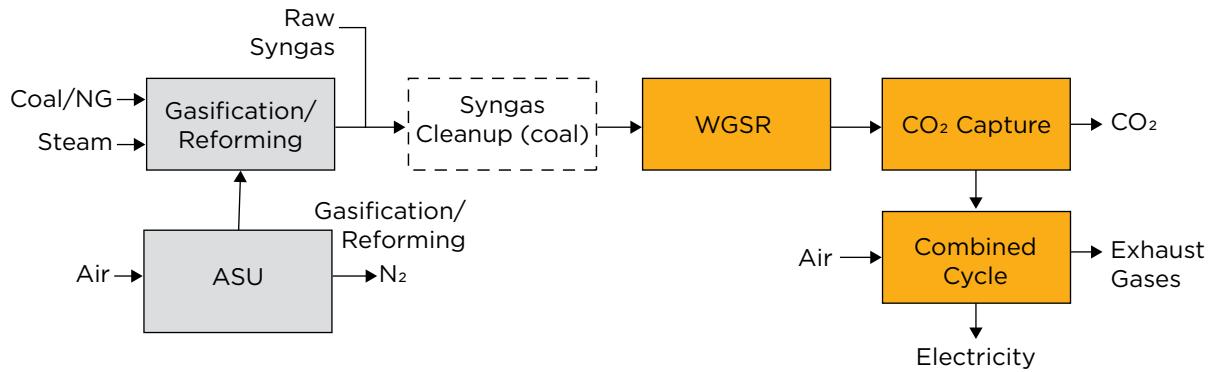 Raw
Syngas
Coal/NG
Steam
Gasification/
Reforming
Syngas
Cleanup (coal)
WGSR
CO₂ Capture
CO₂
Gasification/
Reforming
Air
ASU
N₂
Air
Combined
Cycle
Exhaust
Gases
Electricity